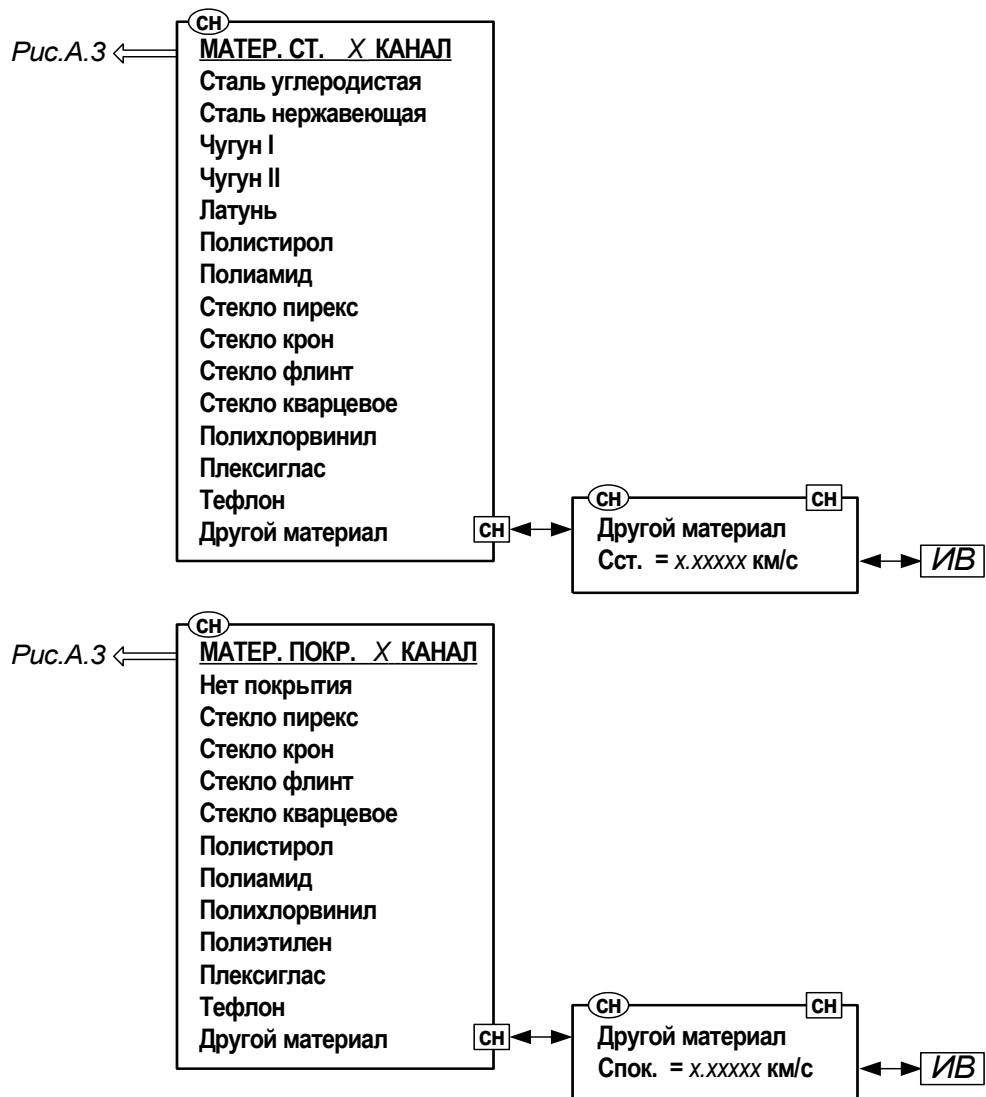 СН
Рис.А.3
МАТЕР. СТ. X КАНАЛ
Сталь углеродистая
Сталь нержавеющая
Чугун I
Чугун II
Латунь
Полистирол
Полиамид
Стекло пирекс
Стекло крон
Стекло флинт
Стекло кварцевое
Полихлорвинил
Плексиглас
Тефлон
Другой материал СН
СН СН
Другой материал
Сст. = x.xxxxx км/с
ИВ
СН
Рис.А.3
МАТЕР. ПОКР. X КАНАЛ
Нет покрытия
Стекло пирекс
Стекло крон
Стекло флинт
Стекло кварцевое
Полистирол
Полиамид
Полихлорвинил
Полиэтилен
Плексиглас
Тефлон
Другой материал СН
СН СН
Другой материал
Спок. = x.xxxxx км/с
ИВ